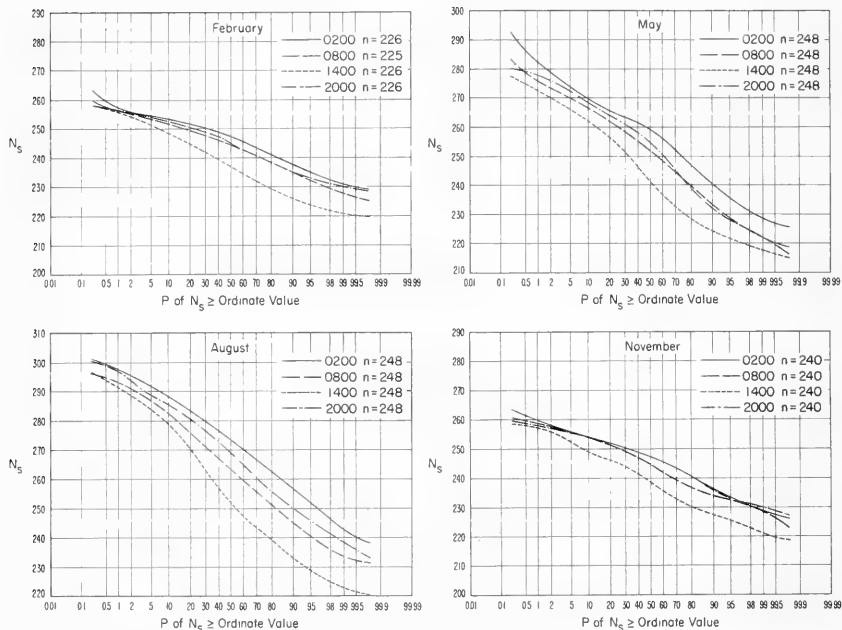 February
0200 n=226
0800 n=225
1400 n=226
2000 n=226
290
280
270
260
250
240
230
220
210
200
N_s
0.01 0.1 0.5 1 2 5 10 20 30 40 50 60 70 80 90 95 98 99 99.5 99.9 99.99
P of N_s ≥ Ordinate Value
May
0200 n=248
0800 n=248
1400 n=248
2000 n=248
300
290
280
270
260
250
240
230
220
210
N_s
0.01 0.1 0.5 1 2 5 10 20 30 40 50 60 70 80 90 95 98 99 99.5 99.9 99.99
P of N_s ≥ Ordinate Value
August
0200 n=248
0800 n=248
1400 n=248
2000 n=248
310
300
290
280
270
260
250
240
230
220
N_s
0.01 0.1 0.5 1 2 5 10 20 30 40 50 60 70 80 90 95 98 99 99.5 99.9 99.99
P of N_s ≥ Ordinate Value
November
0200 n=240
0800 n=240
1400 n=240
2000 n=240
290
280
270
260
250
240
230
220
210
200
N_s
0.01 0.1 0.5 1 2 5 10 20 30 40 50 60 70 80 90 95 98 99 99.5 99.9 99.99
P of N_s ≥ Ordinate Value